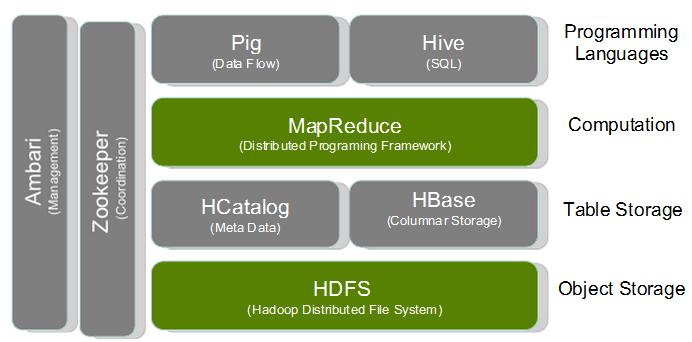 Ambari
(Management)
Zookeeper
(Coordination)
Pig
(Data Flow)
Hive
(SQL)
Programming
Languages
MapReduce
(Distributed Programing Framework)
Computation
HCatalog
(Meta Data)
HBase
(Columnar Storage)
Table Storage
HDFS
(Hadoop Distributed File System)
Object Storage